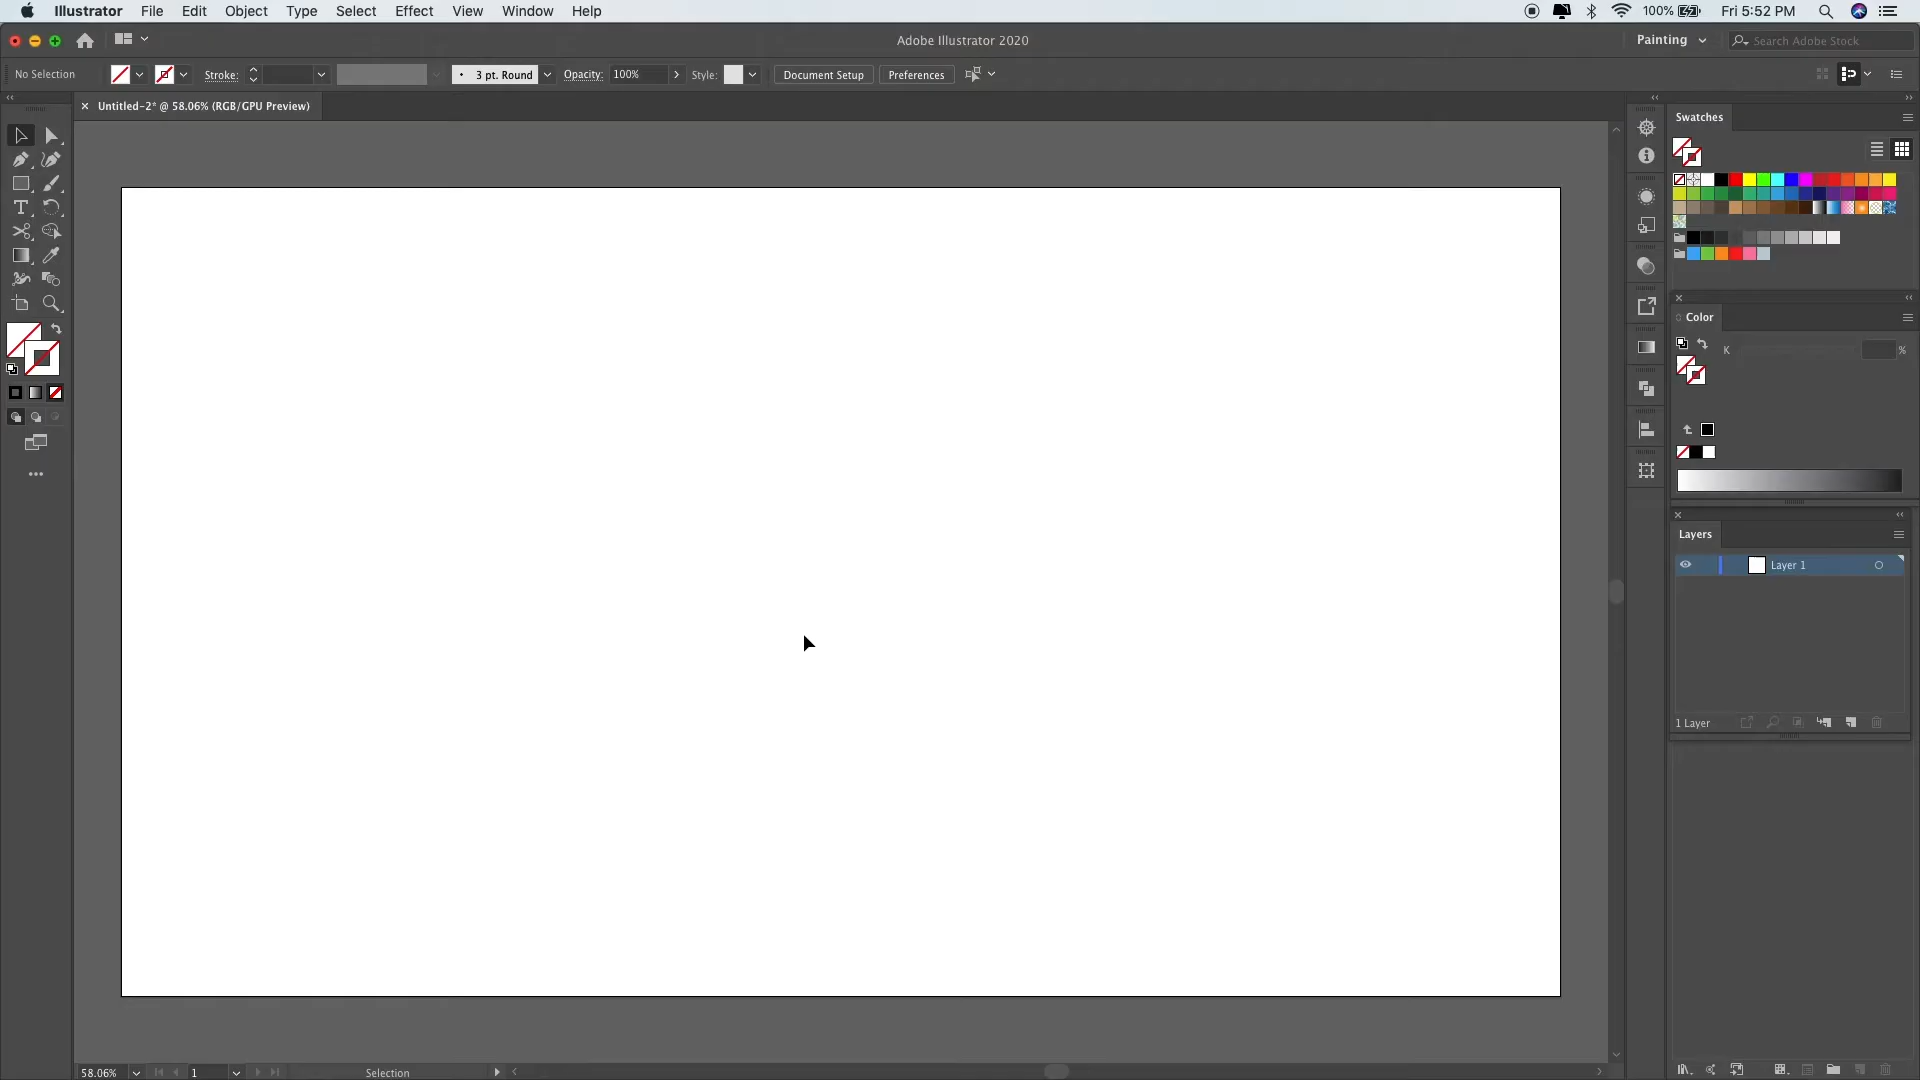 Illustrator File Edit Object Type Select Effect View Window Help 100% Fri 5:52 PM
Adobe Illustrator 2020 Painting Search Adobe Stock
No Selection Stroke: 3 pt. Round Opacity: 100% Style: Document Setup Preferences
Untitled-2* @ 58.06% (RGB/GPU Preview)
Swatches
Color
K %
Layers
Layer 1
1 Layer
58.06% 1 Selection